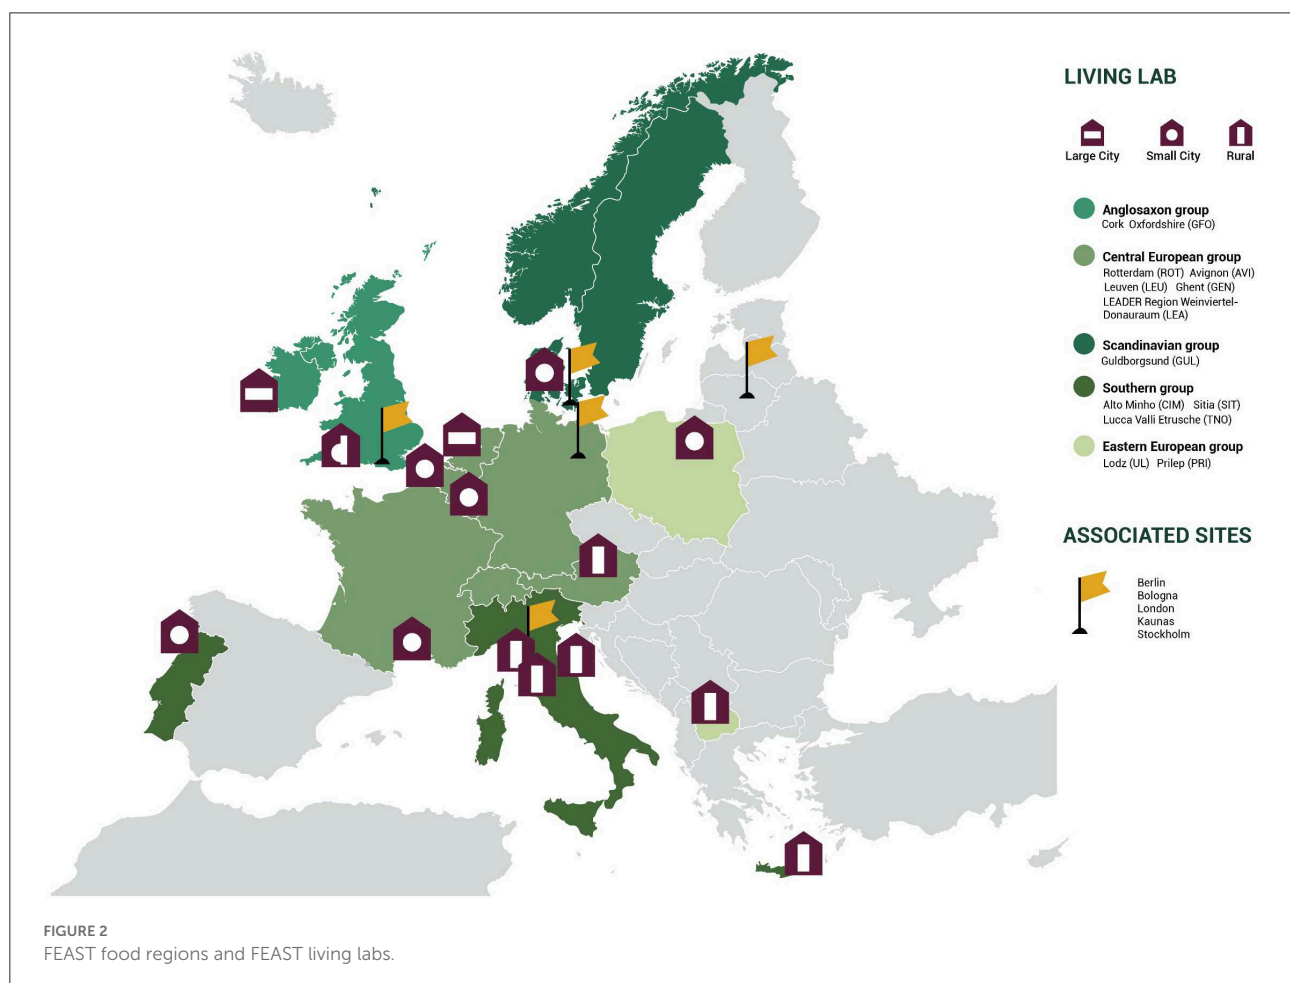 LIVING LAB
Large City Small City Rural
Anglosaxon group
Cork Oxfordshire (GFO)
Central European group
Rotterdam (ROT) Avignon (AVI)
Leuven (LEU) Ghent (GEN)
LEADER Region Weinviertel-
Donauraum (LEA)
Scandinavian group
Guldborgsund (GUL)
Southern group
Alto Minho (CIM) Sitia (SIT)
Lucca Valli Etrusche (TNO)
Eastern European group
Lodz (UL) Prilep (PRI)
ASSOCIATED SITES
Berlin
Bologna
London
Kaunas
Stockholm
FIGURE 2
FEAST food regions and FEAST living labs.